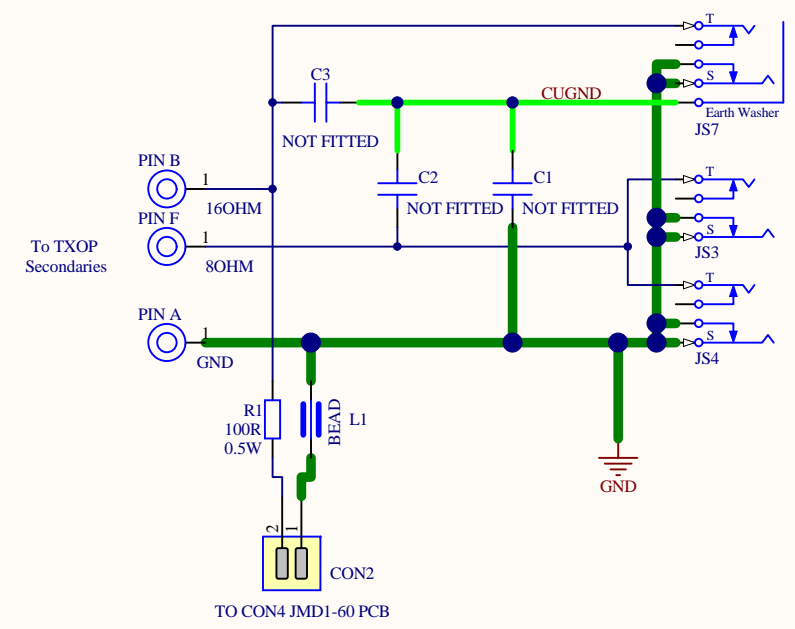 T
C3
S
CUGND
Earth Washer
NOT FITTED
JS7
PIN B
1
16OHM
C2
C1
T
NOT FITTED
NOT FITTED
PIN F
1
8OHM
To TXOP
Secondaries
S
JS3
T
PIN A
1
GND
S
JS4
R1
100R
0.5W
BEAD
L1
GND
2
1
CON2
TO CON4 JMD1-60 PCB